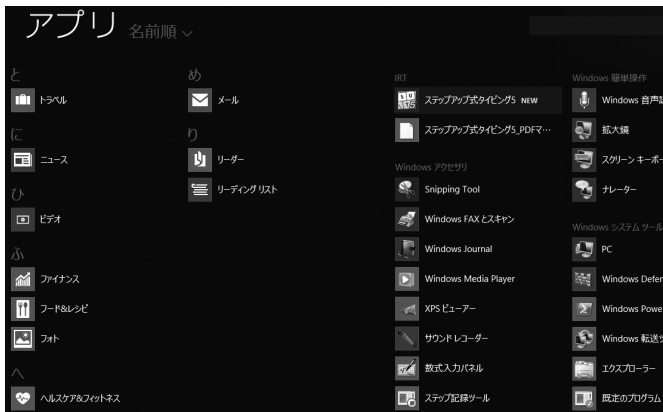 アプリ 名前順
と
トラベル
に
ニュース
ひ
ビデオ
ふ
ファイナンス
フード&レシピ
フォト
へ
ヘルスケア&フィットネス
め
メール
り
リーダー
リーディング リスト
IRT
ステップアップ式タイピング5 NEW
ステップアップ式タイピング5_PDFマ…
Windows アクセサリ
Snipping Tool
Windows FAX とスキャン
Windows Journal
Windows Media Player
XPS ビューアー
サウンド レコーダー
数式入力パネル
ステップ記録ツール
Windows 簡単操作
Windows 音声
拡大鏡
スクリーン キーボー
ナレーター
Windows システム ツール
PC
Windows Defen
Windows Powe
Windows 転送
エクスプローラー
既定のプログラム